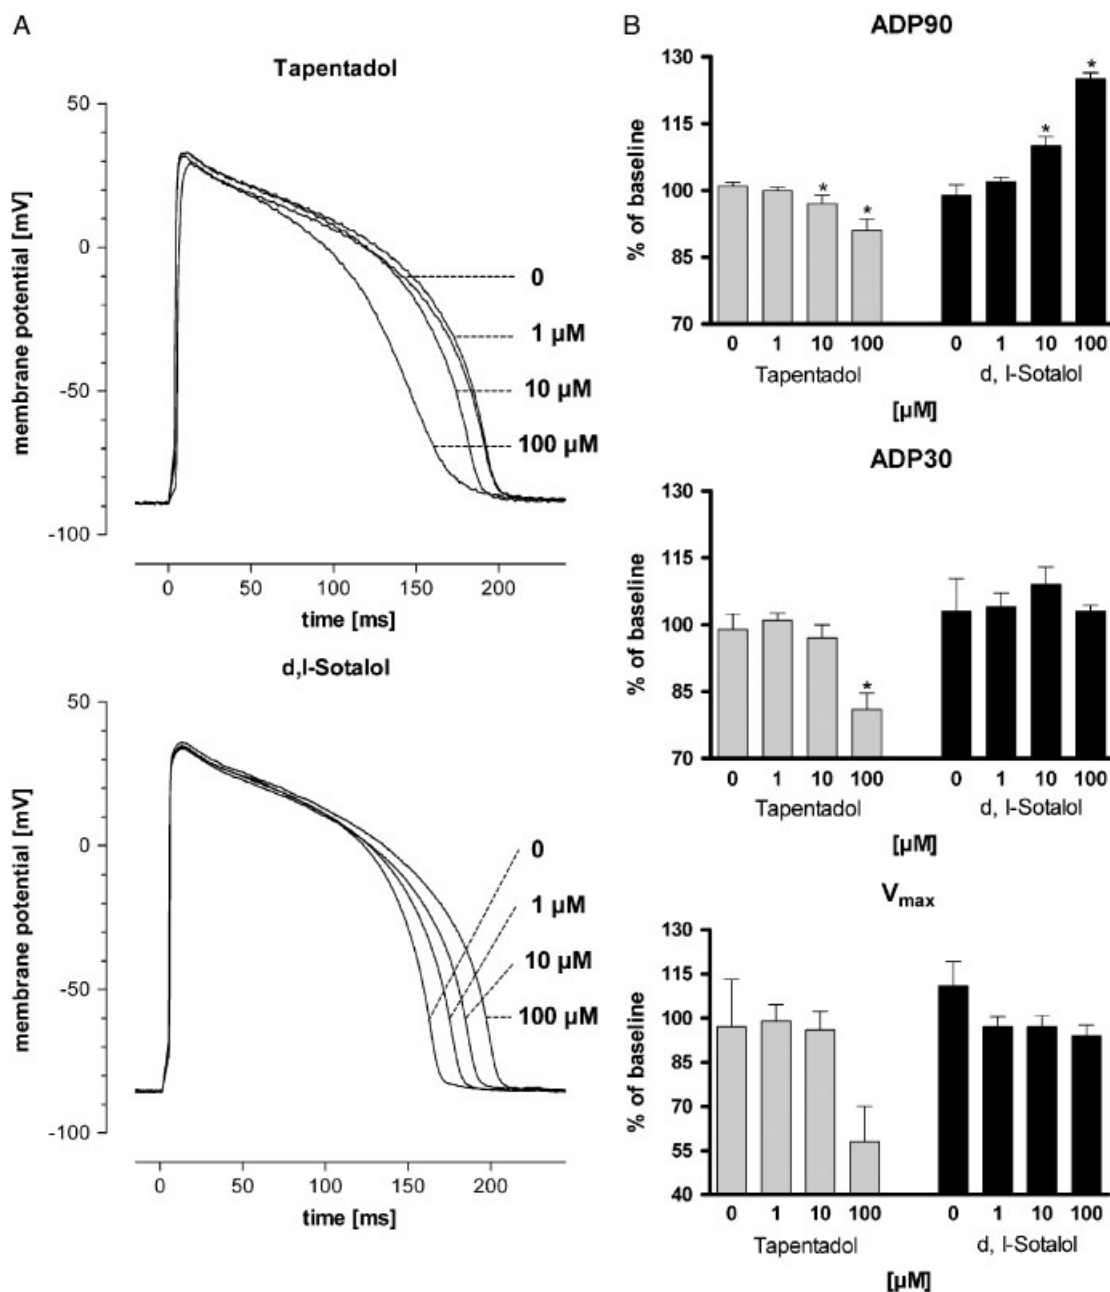 A
Tapentadol
50
0
-50
-100
membrane potential [mV]
0
1 µM
10 µM
100 µM
0 50 100 150 200
time [ms]
d,l-Sotalol
50
0
-50
-100
membrane potential [mV]
0
1 µM
10 µM
100 µM
0 50 100 150 200
time [ms]
B
ADP90
130
115
100
85
70
% of baseline
* * * *
0 1 10 100 0 1 10 100
Tapentadol d, l-Sotalol
[µM]
ADP30
130
115
100
85
70
% of baseline
*
0 1 10 100 0 1 10 100
Tapentadol d, l-Sotalol
[µM]
Vmax
130
115
100
85
70
55
40
% of baseline
0 1 10 100 0 1 10 100
Tapentadol d, l-Sotalol
[µM]